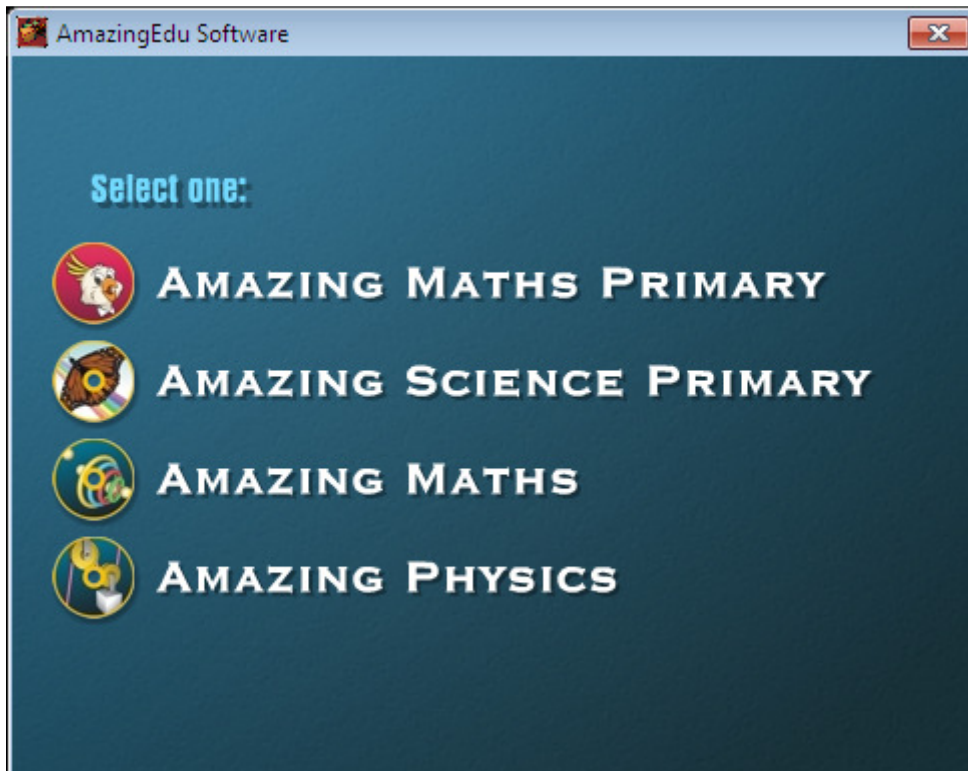 AmazingEdu Software
Select one:
AMAZING MATHS PRIMARY
AMAZING SCIENCE PRIMARY
AMAZING MATHS
AMAZING PHYSICS